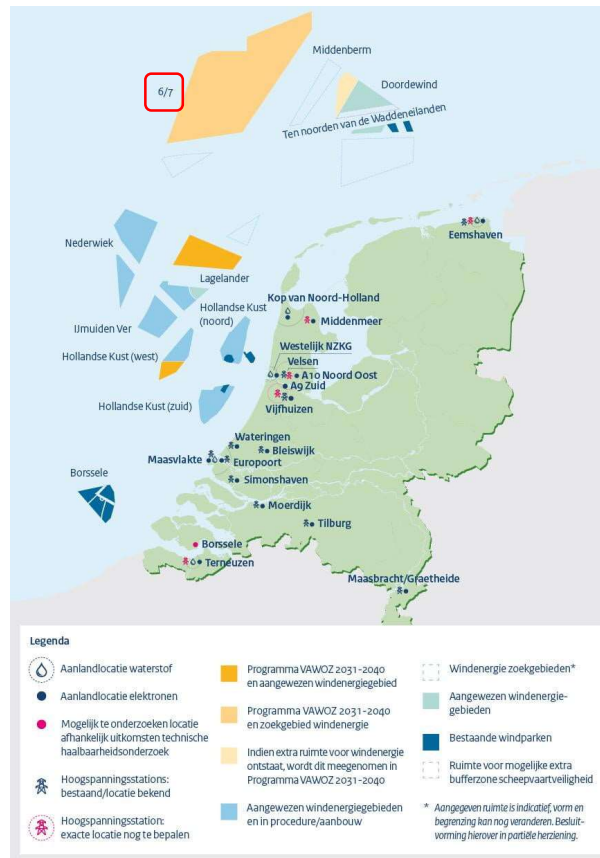 Middenberm
6/7
Doordewind
Ten noorden van de Waddeneilanden
Eemshaven
Nederwiek
Lagelander
Kop van Noord-Holland
Hollandse Kust
(noord)
Middenmeer
IJmuiden Ver
Westelijk NZKG
Hollandse Kust (west)
Velsen
A10 Noord Oost
A9 Zuid
Hollandse Kust (zuid)
Vijfhuizen
Wateringen
Bleiswijk
Maasvlakte
Europoort
Borssele
Simonshaven
Moerdijk
Tilburg
Borssele
Terneuzen
Maasbracht/Graetheide
Legenda
Aanlandlocatie waterstof
Aanlandlocatie elektronen
Mogelijk te onderzoeken locatie
afhankelijk uitkomsten technische
haalbaarheidsonderzoek
Hoogspanningsstations:
bestaand/locatie bekend
Hoogspanningsstation:
exacte locatie nog te bepalen
Programma VAWOZ 2031-2040
en aangewezen windenergiegebied
Programma VAWOZ 2031-2040
en zoekgebied windenergie
Indien extra ruimte voor windenergie
ontstaat, wordt dit meegenomen in
Programma VAWOZ 2031-2040
Aangewezen windenergiegebieden
en in procedure/aanbouw
Windenergie zoekgebieden*
Aangewezen windenergie-
gebieden
Bestaande windparken
Ruimte voor mogelijke extra
bufferzone scheepvaartveiligheid
* Aangegeven ruimte is indicatief, vorm en
begrenzing kan nog veranderen. Besluit-
vorming hierover in partiële herziening.